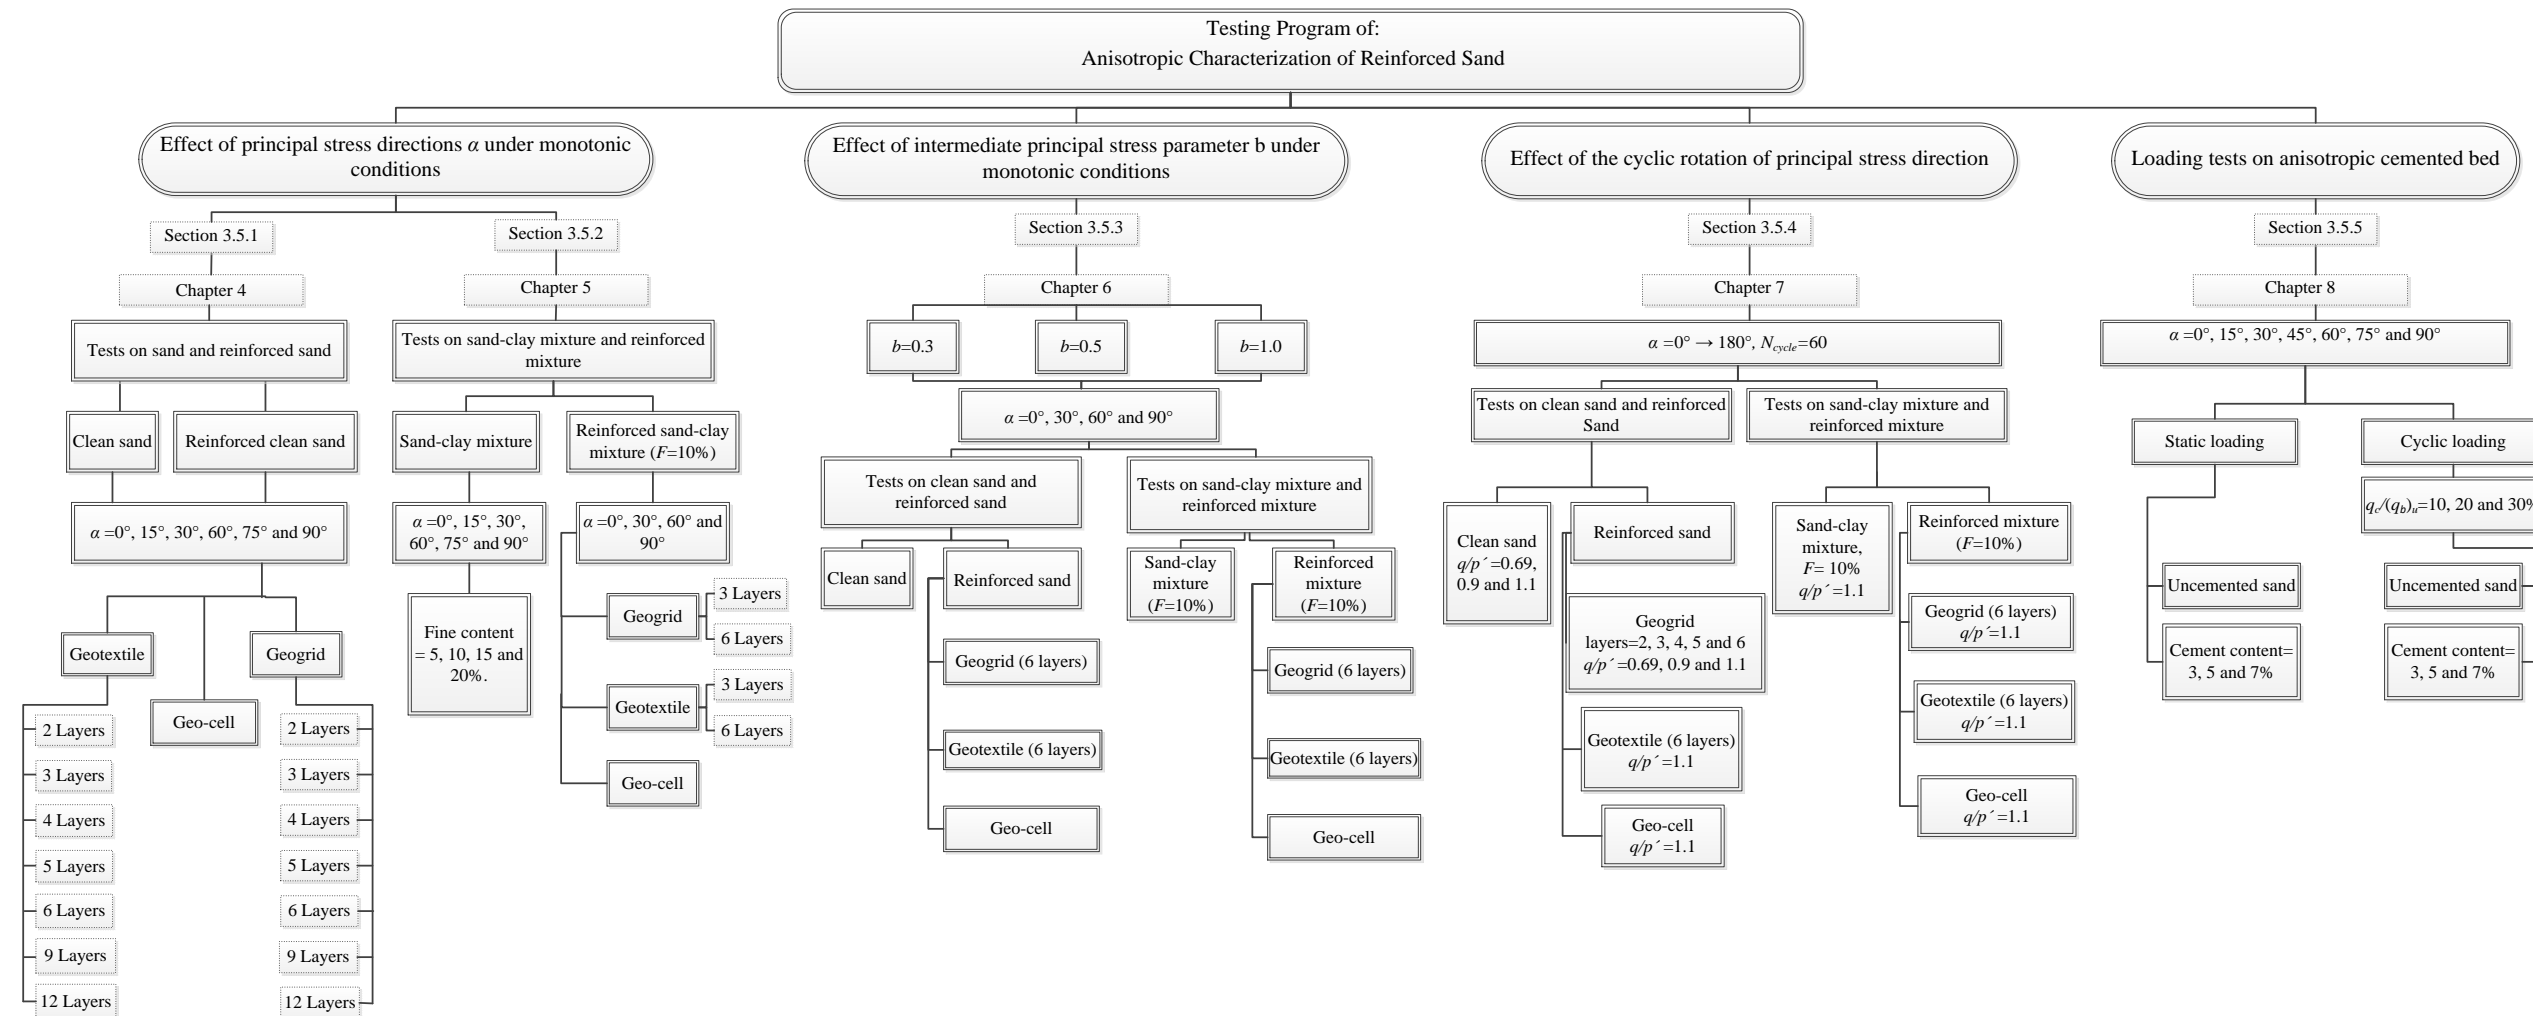 Testing Program of:
Anisotropic Characterization of Reinforced Sand
Effect of principal stress directions α under monotonic
conditions
Section 3.5.1
Chapter 4
Tests on sand and reinforced sand
Clean sand
Reinforced clean sand
α =0°, 15°, 30°, 60°, 75° and 90°
Geotextile
Geo-cell
Geogrid
2 Layers
3 Layers
4 Layers
5 Layers
6 Layers
9 Layers
12 Layers
2 Layers
3 Layers
4 Layers
5 Layers
6 Layers
9 Layers
12 Layers
Section 3.5.2
Chapter 5
Tests on sand-clay mixture and reinforced
mixture
Sand-clay mixture
α =0°, 15°, 30°,
60°, 75° and 90°
Fine content
= 5, 10, 15 and
20%.
Reinforced sand-clay
mixture (F=10%)
α =0°, 30°, 60° and
90°
Geogrid
3 Layers
6 Layers
Geotextile
3 Layers
6 Layers
Geo-cell
Effect of intermediate principal stress parameter b under
monotonic conditions
Section 3.5.3
Chapter 6
b=0.3
b=0.5
b=1.0
α =0°, 30°, 60° and 90°
Tests on clean sand and
reinforced sand
Clean sand
Reinforced sand
Geogrid (6 layers)
Geotextile (6 layers)
Geo-cell
Tests on sand-clay mixture and
reinforced mixture
Sand-clay
mixture
(F=10%)
Reinforced
mixture
(F=10%)
Geogrid (6 layers)
Geotextile (6 layers)
Geo-cell
Effect of the cyclic rotation of principal stress direction
Section 3.5.4
Chapter 7
α =0° → 180°, Ncycle=60
Tests on clean sand and reinforced
Sand
Clean sand
q/p´=0.69,
0.9 and 1.1
Reinforced sand
Geogrid
layers=2, 3, 4, 5 and 6
q/p´=0.69, 0.9 and 1.1
Geotextile (6 layers)
q/p´=1.1
Geo-cell
q/p´=1.1
Tests on sand-clay mixture and
reinforced mixture
Sand-clay
mixture,
F= 10%
q/p´=1.1
Reinforced mixture
(F=10%)
Geogrid (6 layers)
q/p´=1.1
Geotextile (6 layers)
q/p´=1.1
Geo-cell
q/p´=1.1
Loading tests on anisotropic cemented bed
Section 3.5.5
Chapter 8
α =0°, 15°, 30°, 45°, 60°, 75° and 90°
Static loading
Uncemented sand
Cement content=
3, 5 and 7%
Cyclic loading
qc/(qb)u=10, 20 and 30%
Uncemented sand
Cement content=
3, 5 and 7%